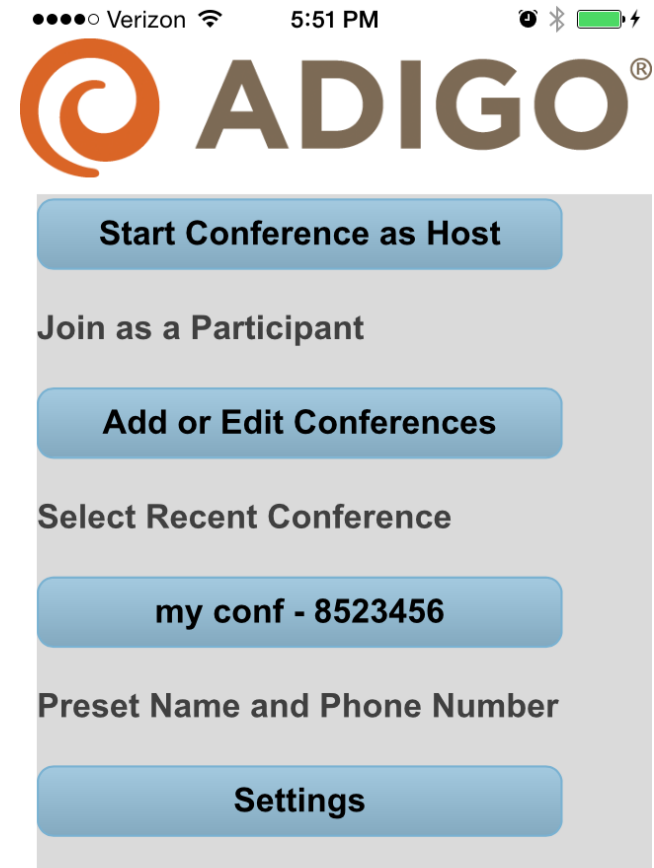 Verizon 5:51 PM
ADIGO®
Start Conference as Host
Join as a Participant
Add or Edit Conferences
Select Recent Conference
my conf - 8523456
Preset Name and Phone Number
Settings